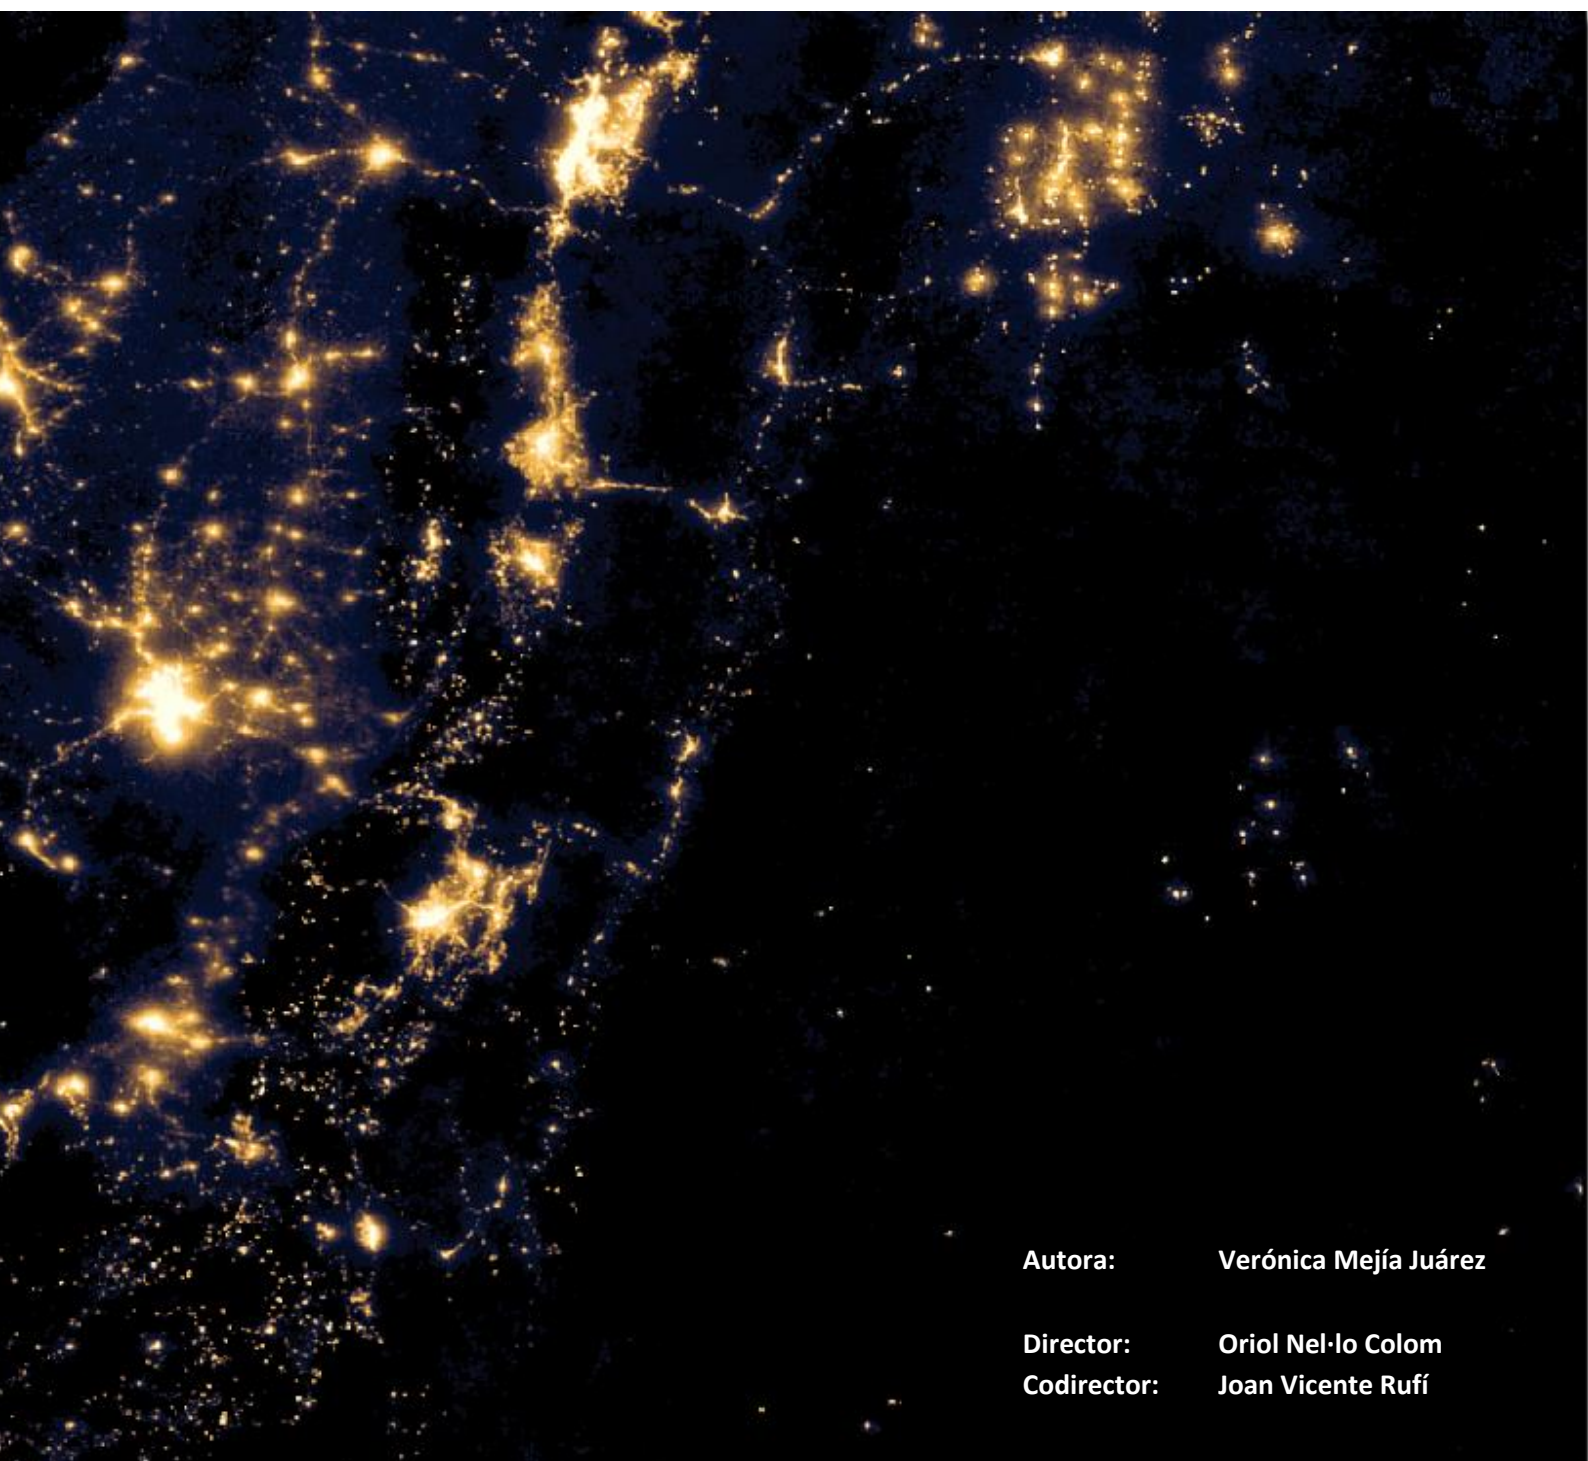 Autora: Verónica Mejía Juárez
Director: Oriol Nel·lo Colom
Codirector: Joan Vicente Rufí